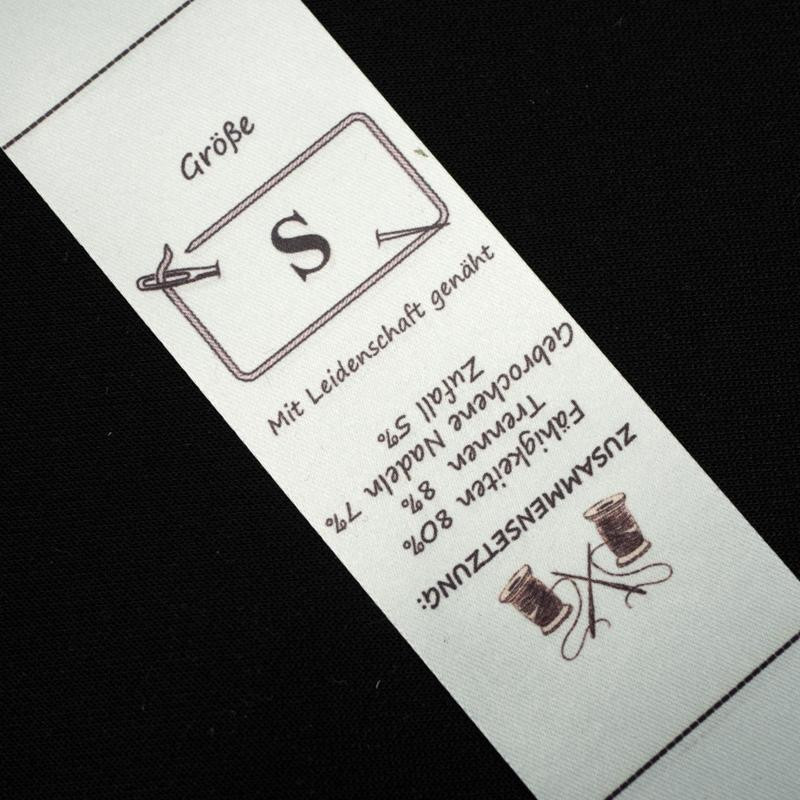 Größe
S
Mit Leidenschaft genäht
ZUSAMMENSETZUNG:
Fähigkeiten 80%
Trennen 8%
Gebrochene Nadeln 7%
Zufall 5%